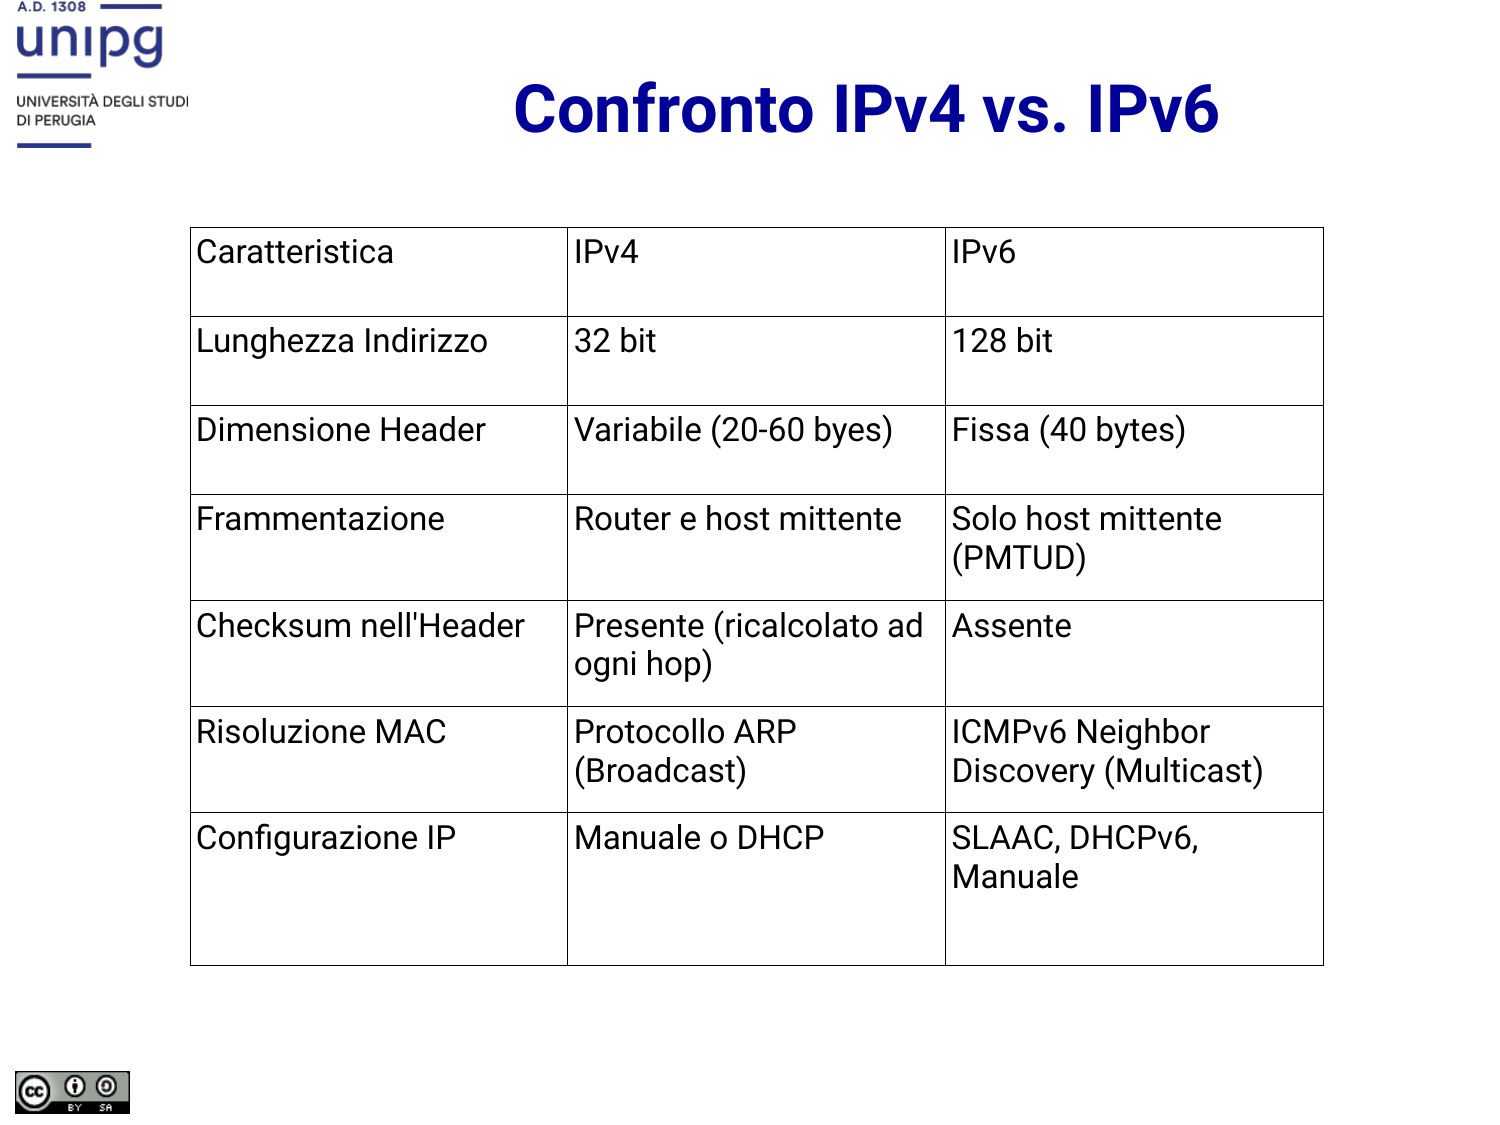 A.D. 1308
unipg
UNIVERSITÀ DEGLI STUDI
DI PERUGIA
Confronto IPv4 vs. IPv6
Caratteristica
IPv4
IPv6
Lunghezza Indirizzo
32 bit
128 bit
Dimensione Header
Variabile (20-60 byes)
Fissa (40 bytes)
Frammentazione
Router e host mittente
Solo host mittente
(PMTUD)
Checksum nell'Header
Presente (ricalcolato ad
ogni hop)
Assente
Risoluzione MAC
Protocollo ARP
(Broadcast)
ICMPv6 Neighbor
Discovery (Multicast)
Configurazione IP
Manuale o DHCP
SLAAC, DHCPv6,
Manuale
cc
BY SA